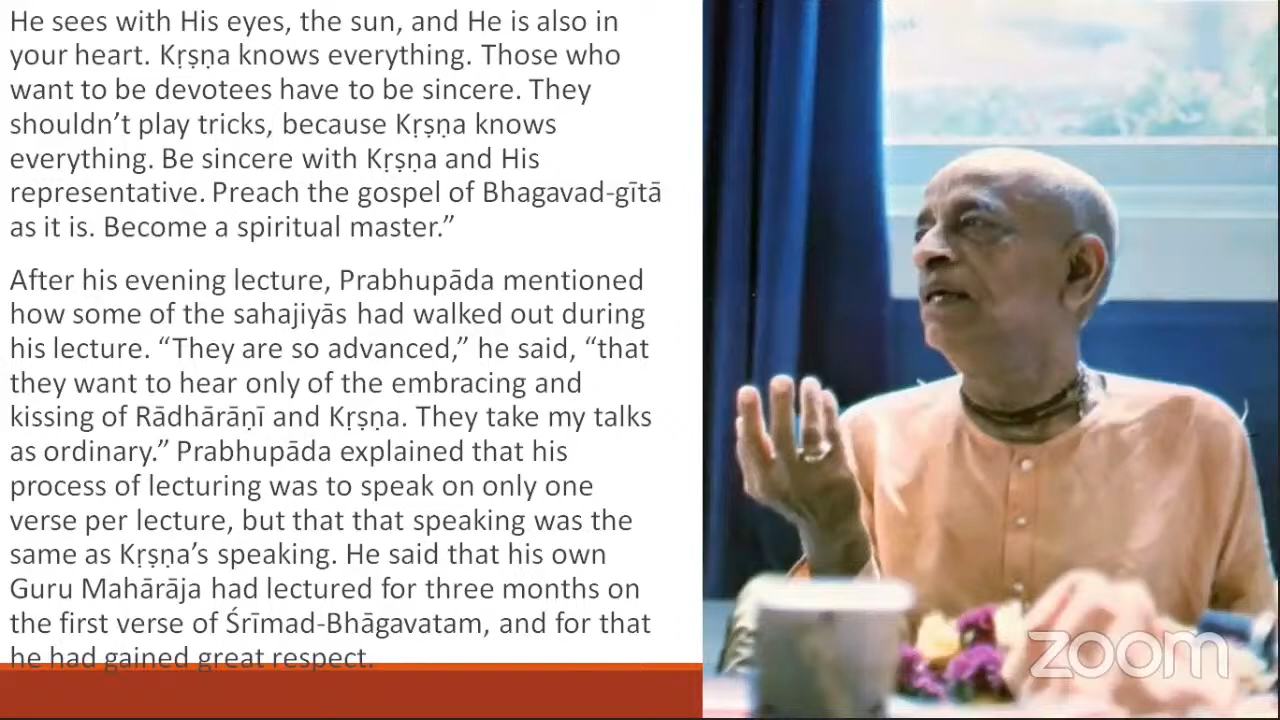 He sees with His eyes, the sun, and He is also in
your heart. Kṛṣṇa knows everything. Those who
want to be devotees have to be sincere. They
shouldn’t play tricks, because Kṛṣṇa knows
everything. Be sincere with Kṛṣṇa and His
representative. Preach the gospel of Bhagavad-gītā
as it is. Become a spiritual master.”
After his evening lecture, Prabhupāda mentioned
how some of the sahajiyās had walked out during
his lecture. “They are so advanced,” he said, “that
they want to hear only of the embracing and
kissing of Rādhārāṇī and Kṛṣṇa. They take my talks
as ordinary.” Prabhupāda explained that his
process of lecturing was to speak on only one
verse per lecture, but that that speaking was the
same as Kṛṣṇa’s speaking. He said that his own
Guru Mahārāja had lectured for three months on
the first verse of Śrīmad-Bhāgavatam, and for that
he had gained great respect.
zoom